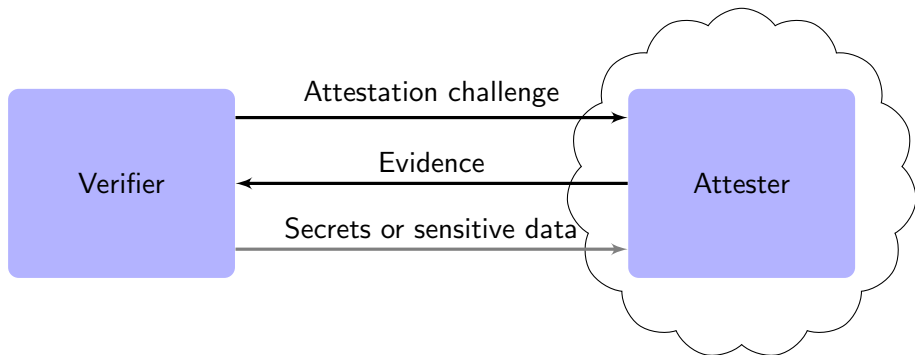 Attestation challenge
Verifier
Evidence
Attester
Secrets or sensitive data